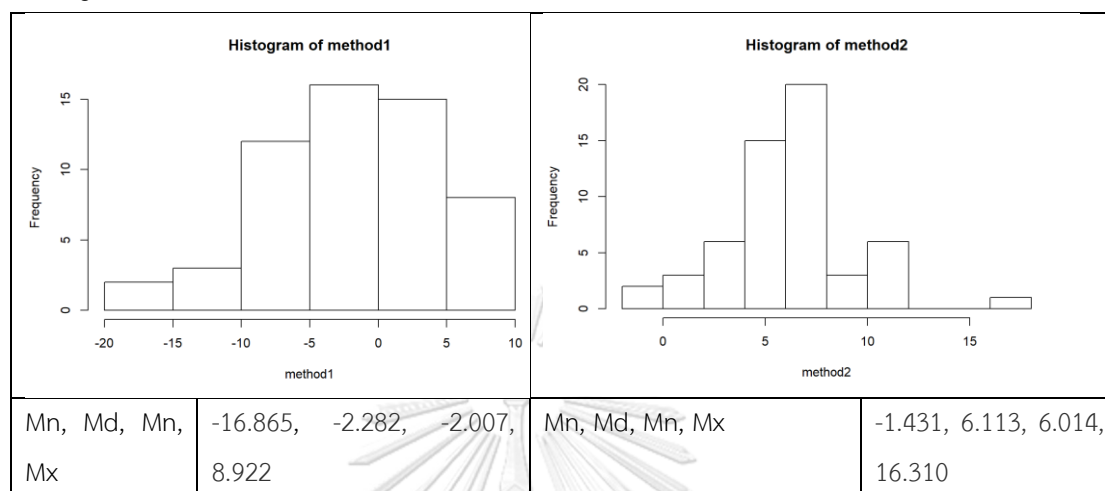 Histogram of method1
Frequency
15
10
5
0
-20 -15 -10 -5 0 5 10
method1
Histogram of method2
Frequency
20
15
10
5
0
0 5 10 15
method2
Mn, Md, Mn,
Mx
-16.865, -2.282, -2.007,
8.922
Mn, Md, Mn, Mx
-1.431, 6.113, 6.014,
16.310